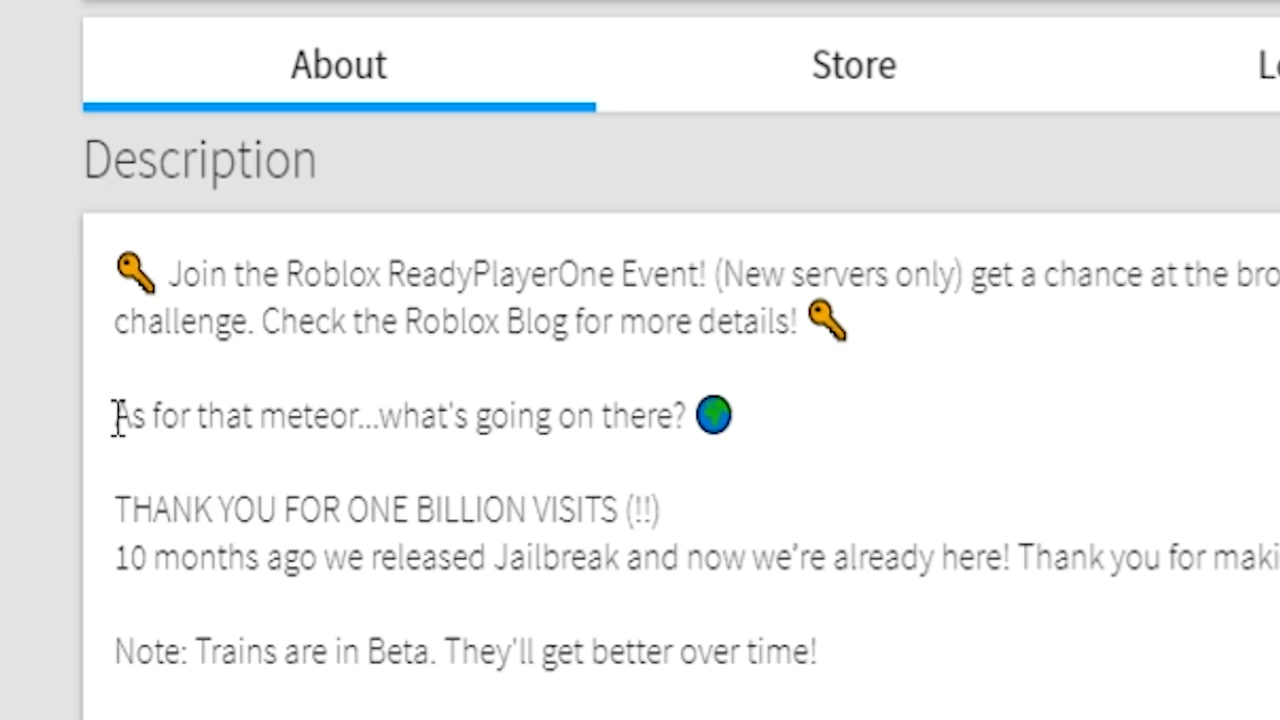 About Store
Description
🔑 Join the Roblox ReadyPlayerOne Event! (New servers only) get a chance at the
challenge. Check the Roblox Blog for more details! 🔑
As for that meteor...what's going on there? 🌍
THANK YOU FOR ONE BILLION VISITS (!!)
10 months ago we released Jailbreak and now we’re already here! Thank you for
Note: Trains are in Beta. They'll get better over time!